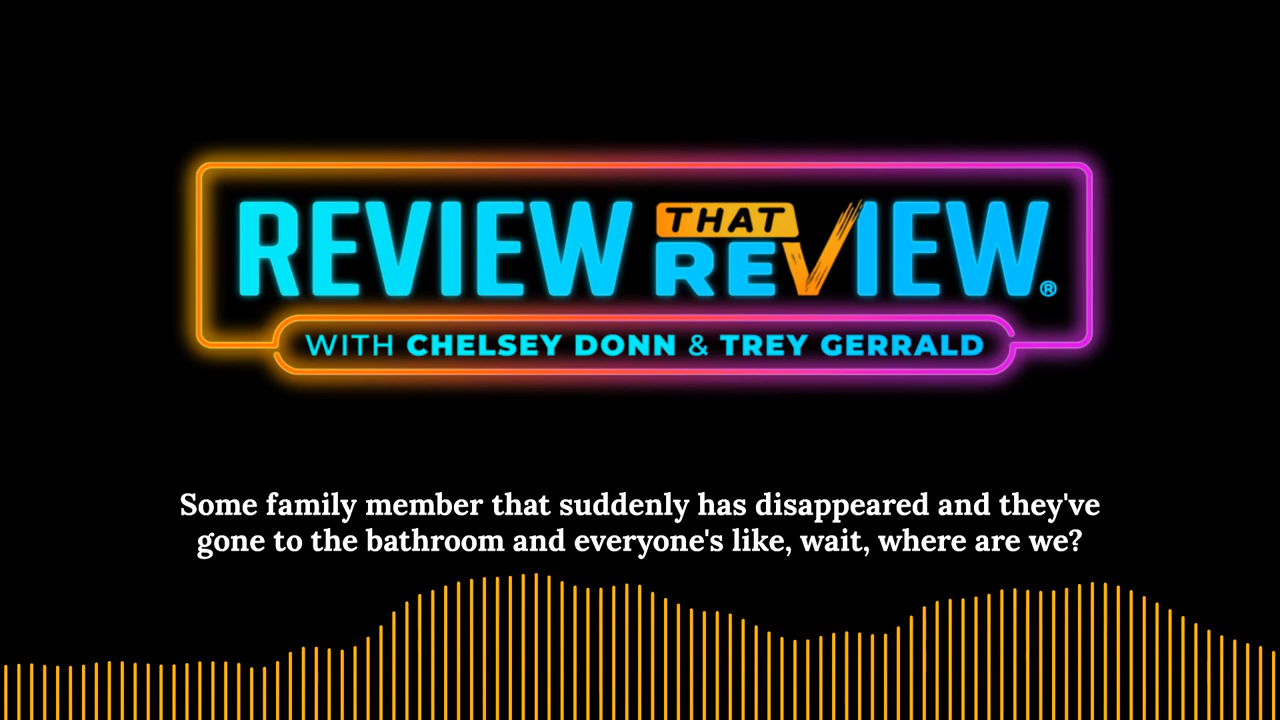 REVIEW THAT REVIEW®
WITH CHELSEY DONN & TREY GERRALD
Some family member that suddenly has disappeared and they've
gone to the bathroom and everyone's like, wait, where are we?